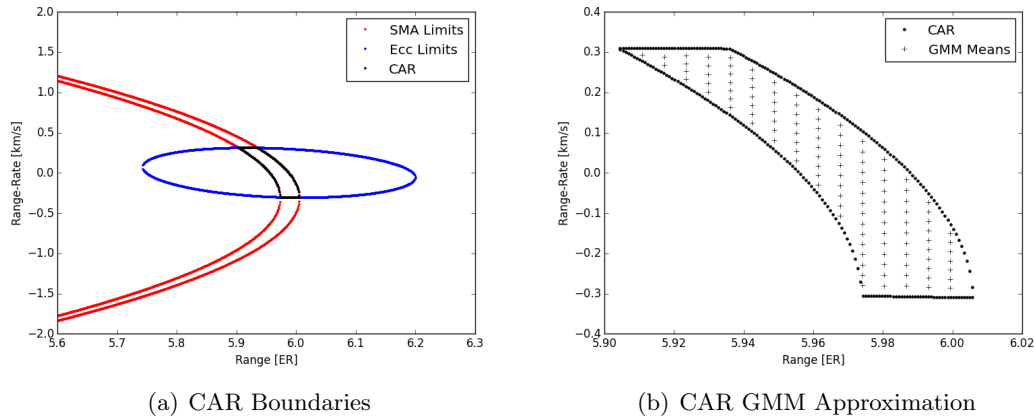 2.0
1.5
1.0
0.5
0.0
−0.5
−1.0
−1.5
−2.0
Range-Rate [km/s]
5.6 5.7 5.8 5.9 6.0 6.1 6.2 6.3
Range [ER]
SMA Limits
Ecc Limits
CAR
(a) CAR Boundaries
0.4
0.3
0.2
0.1
0.0
−0.1
−0.2
−0.3
−0.4
Range-Rate [km/s]
5.90 5.92 5.94 5.96 5.98 6.00 6.02
Range [ER]
CAR
GMM Means
(b) CAR GMM Approximation